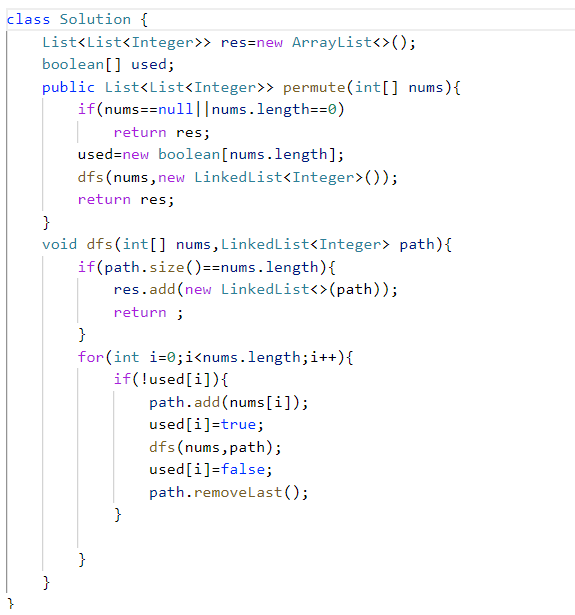 class Solution {
    List<List<Integer>> res=new ArrayList<>();
    boolean[] used;
    public List<List<Integer>> permute(int[] nums){
        if(nums==null||nums.length==0)
            return res;
        used=new boolean[nums.length];
        dfs(nums,new LinkedList<Integer>());
        return res;
    }
    void dfs(int[] nums,LinkedList<Integer> path){
        if(path.size()==nums.length){
            res.add(new LinkedList<>(path));
            return ;
        }
        for(int i=0;i<nums.length;i++){
            if(!used[i]){
                path.add(nums[i]);
                used[i]=true;
                dfs(nums,path);
                used[i]=false;
                path.removeLast();
            }
        }
    }
}